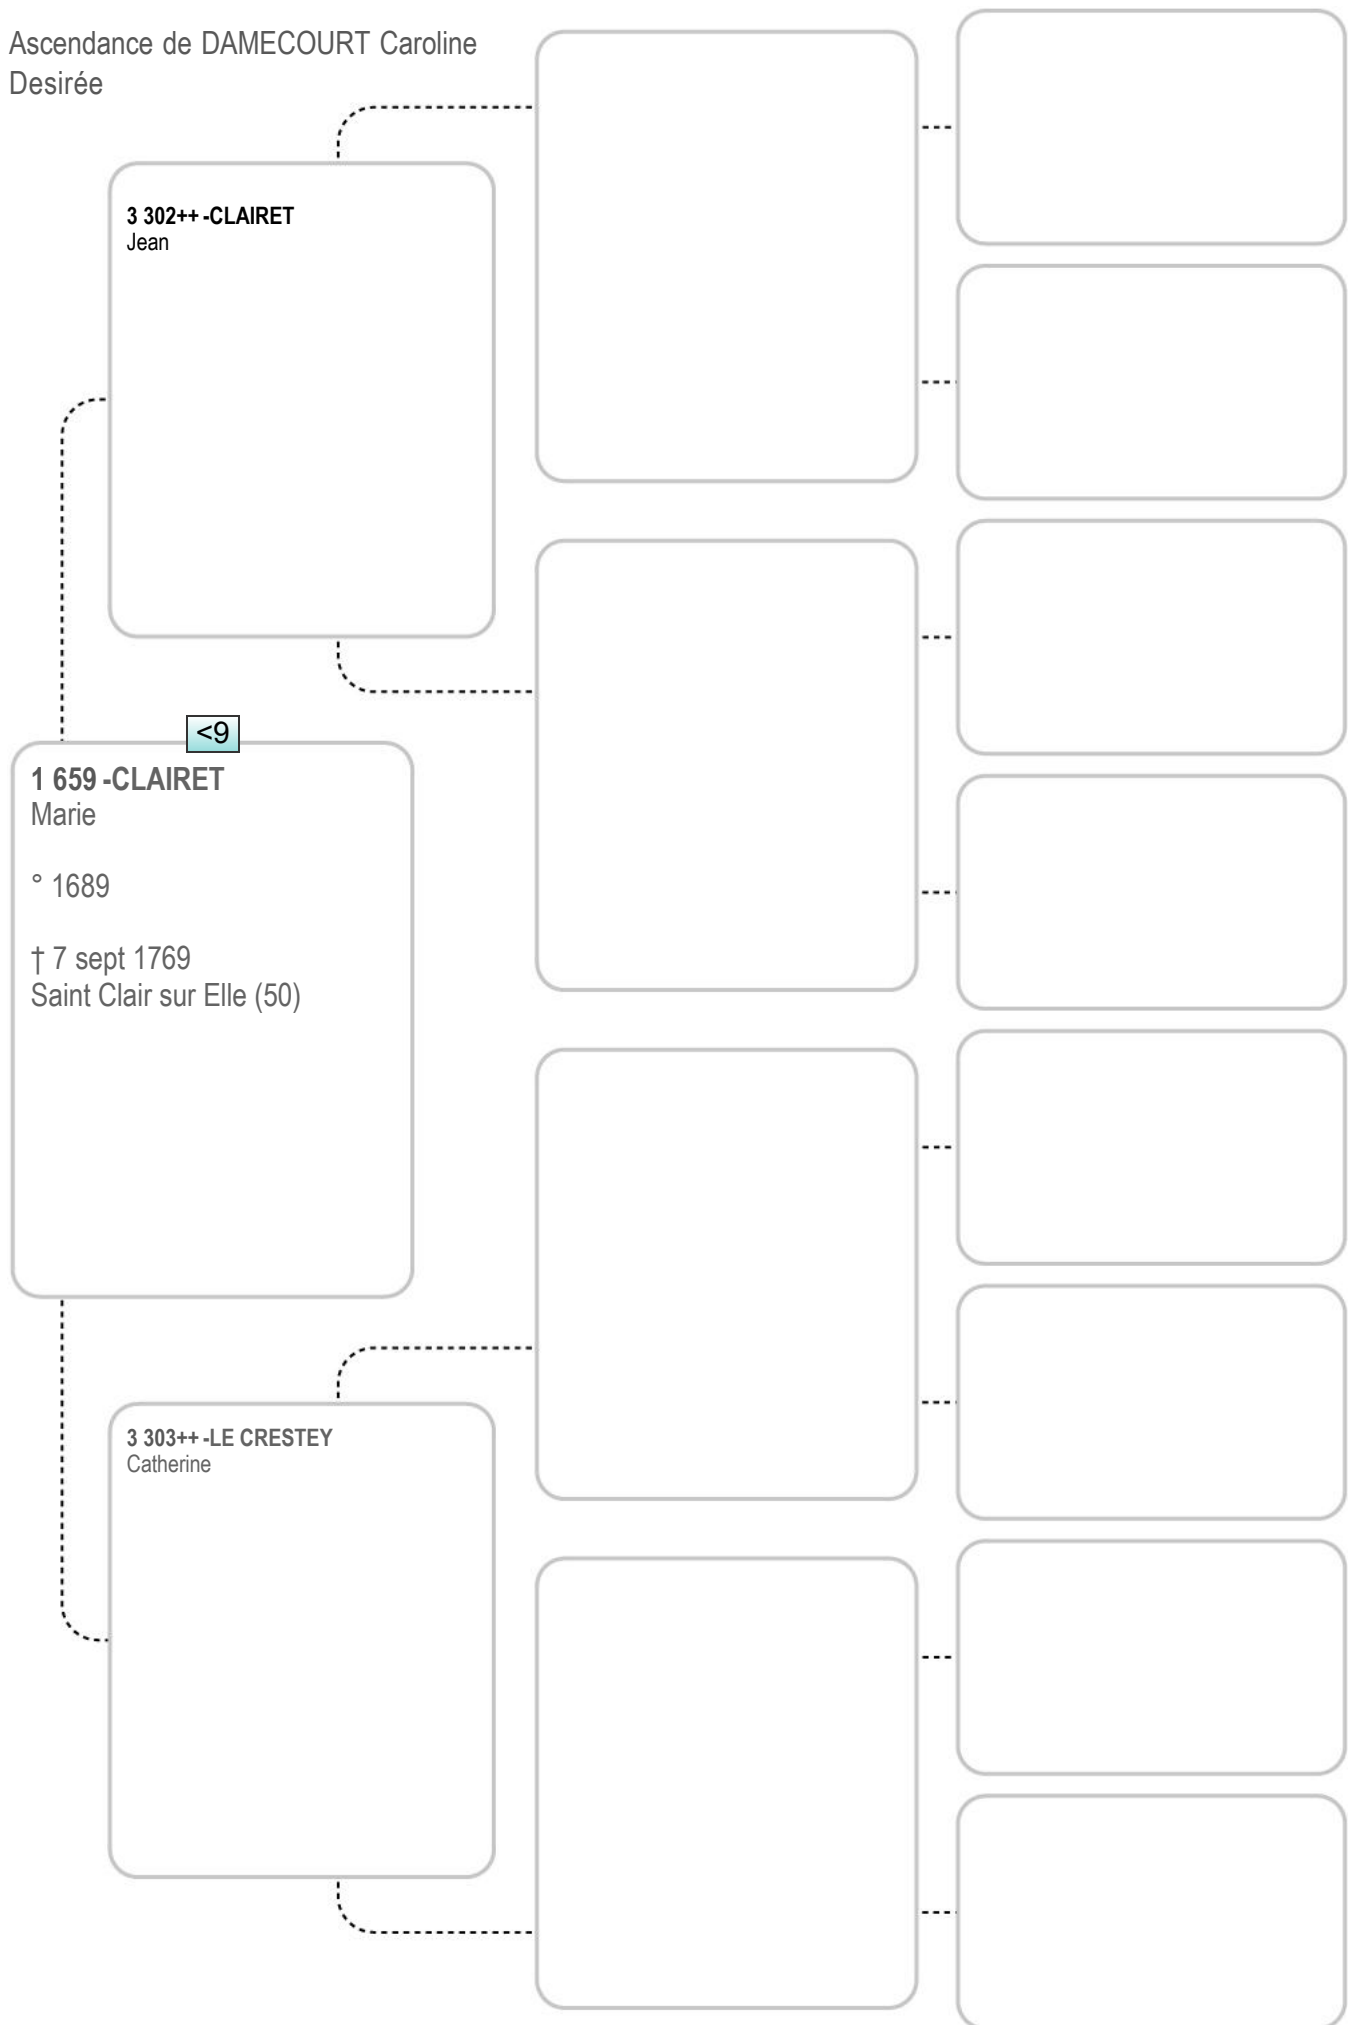 Ascendance de DAMECOURT Caroline
Desirée
3 302++ -CLAIRET
Jean
<9
1 659 -CLAIRET
Marie
° 1689
† 7 sept 1769
Saint Clair sur Elle (50)
3 303++ -LE CRESTEY
Catherine